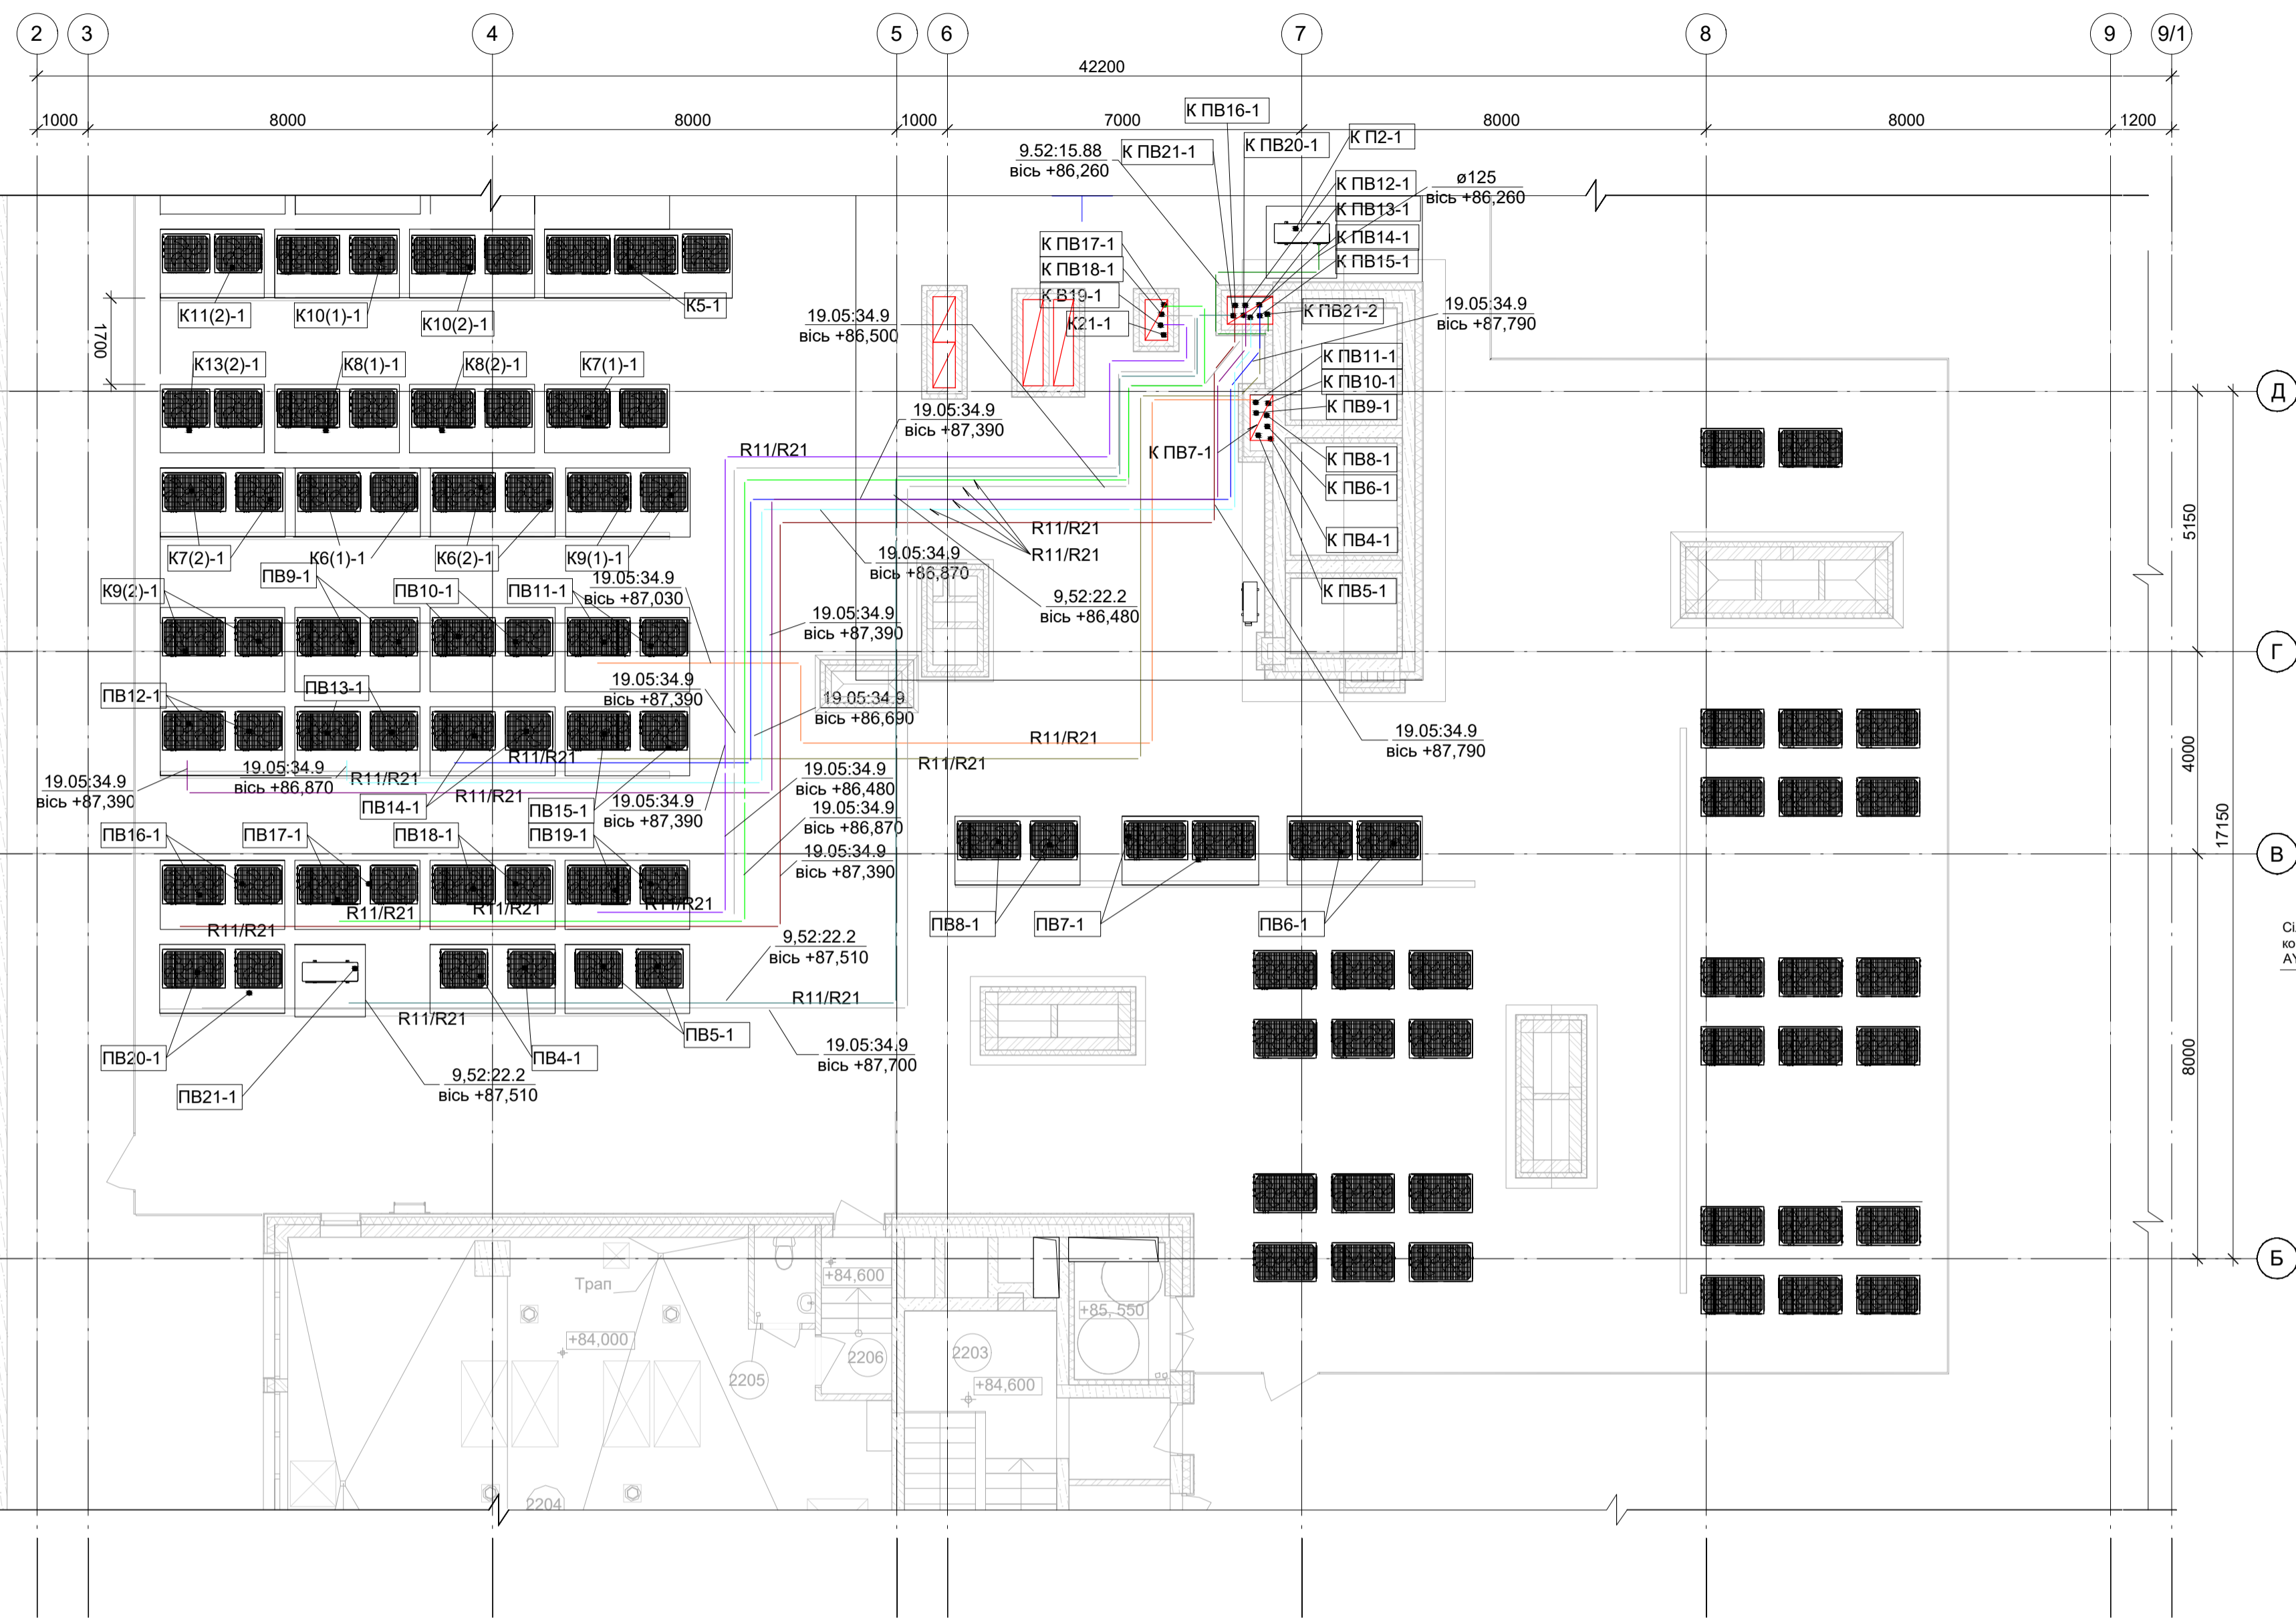 2
3
4
5
6
7
8
9
9/1
42200
1000
8000
8000
1000
7000
8000
8000
1200
К ПВ16-1
К ПВ20-1
К П2-1
9.52:15.88
вісь +86,260
К ПВ21-1
К ПВ12-1
ø125
вісь +86,260
К ПВ13-1
К ПВ14-1
К ПВ15-1
К ПВ17-1
К ПВ18-1
К В19-1
К21-1
К ПВ21-2
19.05:34.9
вісь +87,790
19.05:34.9
вісь +86,500
К11(2)-1
К10(1)-1
К10(2)-1
К5-1
1700
К13(2)-1
К8(1)-1
К8(2)-1
К7(1)-1
К ПВ11-1
К ПВ10-1
К ПВ9-1
К ПВ7-1
К ПВ8-1
К ПВ6-1
К ПВ4-1
К ПВ5-1
Д
19.05:34.9
вісь +87,390
R11/R21
R11/R21
R11/R21
5150
К7(2)-1
К6(1)-1
К6(2)-1
К9(1)-1
19.05:34.9
вісь +86,870
К9(2)-1
ПВ9-1
ПВ10-1
ПВ11-1
19.05:34.9
вісь +87,030
9,52:22.2
вісь +86,480
19.05:34.9
вісь +87,390
Г
ПВ12-1
ПВ13-1
19.05:34.9
вісь +87,390
19.05:34.9
вісь +86,690
R11/R21
19.05:34.9
вісь +87,790
4000
17150
R11/R21
R11/R21
19.05:34.9
вісь +87,390
19.05:34.9
вісь +86,870
R11/R21
R11/R21
ПВ14-1
ПВ15-1
19.05:34.9
вісь +87,390
19.05:34.9
вісь +86,480
19.05:34.9
вісь +86,870
19.05:34.9
вісь +87,390
ПВ16-1
ПВ17-1
ПВ18-1
ПВ19-1
В
R11/R21
R11/R21
R11/R21
R11/R21
ПВ8-1
ПВ7-1
ПВ6-1
9,52:22.2
вісь +87,510
R11/R21
R11/R21
ПВ20-1
ПВ21-1
ПВ4-1
ПВ5-1
9,52:22.2
вісь +87,510
19.05:34.9
вісь +87,700
8000
Б
Трап
+84,600
+85, 550
+84,000
2205
2206
2203
+84,600
2204